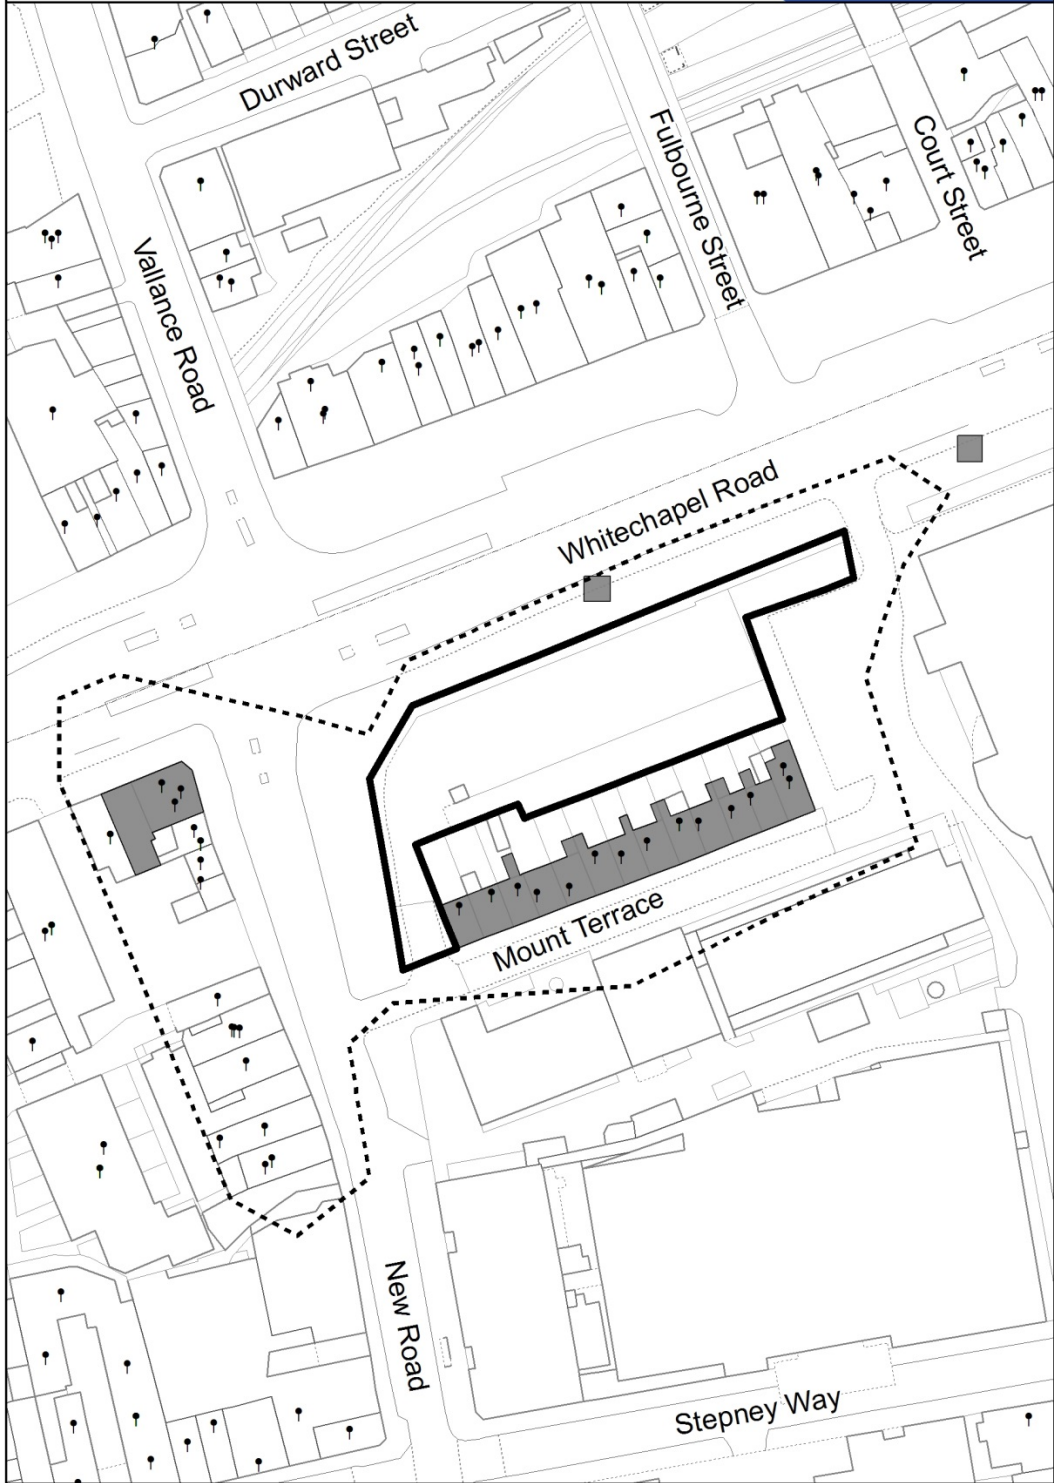 Durward Street
Fulbourne Street
Court Street
Vallance Road
Whitechapel Road
Mount Terrace
New Road
Stepney Way